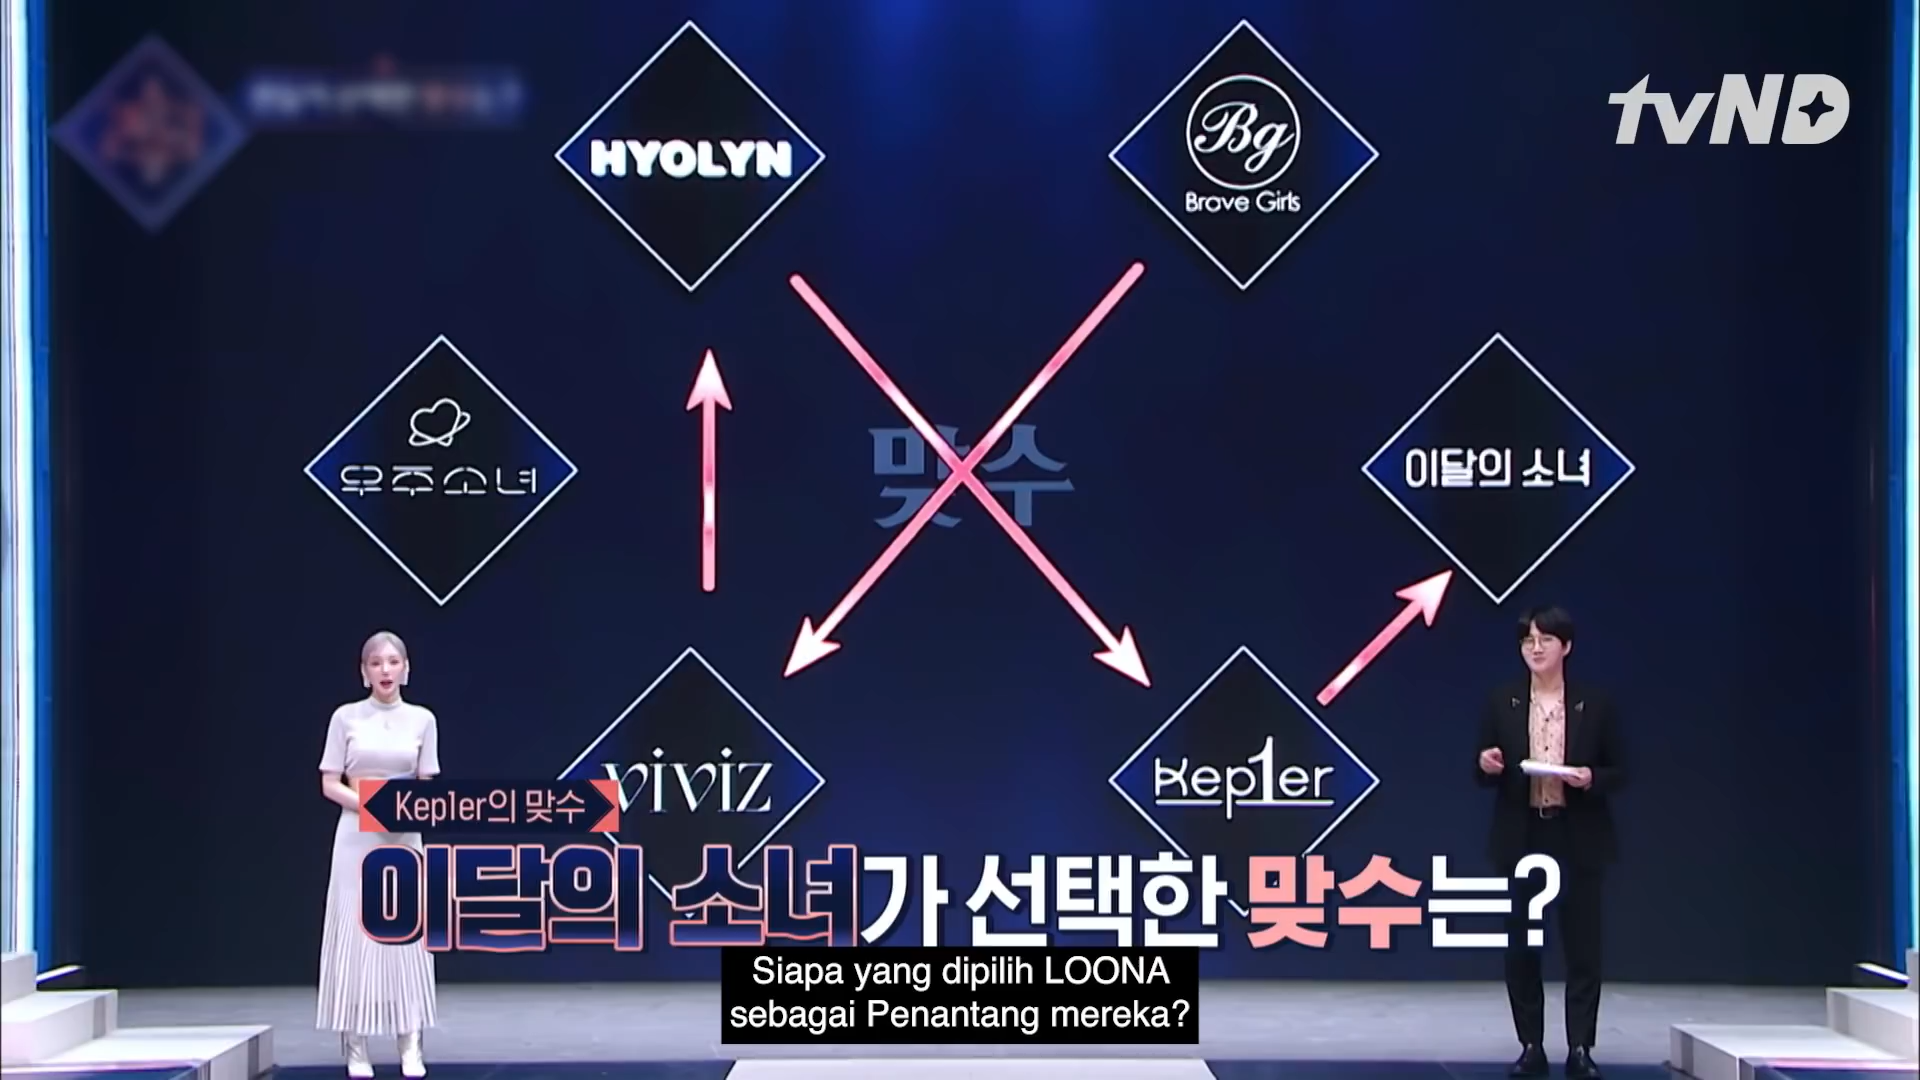 tvND
HYOLYN
Bg
Brave Girls
맞수
우주소녀
이달의 소녀
viviz
Kep1er
Kep1er의 맞수
이달의 소녀가 선택한 맞수는?
Siapa yang dipilih LOONA
sebagai Penantang mereka?